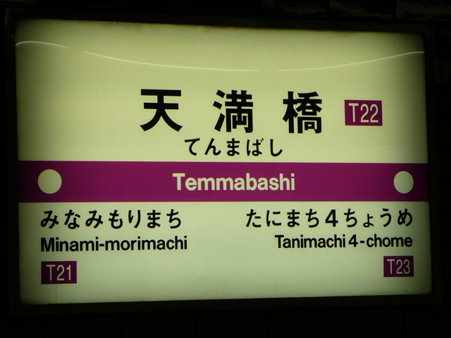 天満橋 T22
てんまばし
Temmabashi
みなみもりまち たにまち4ちょうめ
Minami-morimachi Tanimachi 4-chome
T21 T23